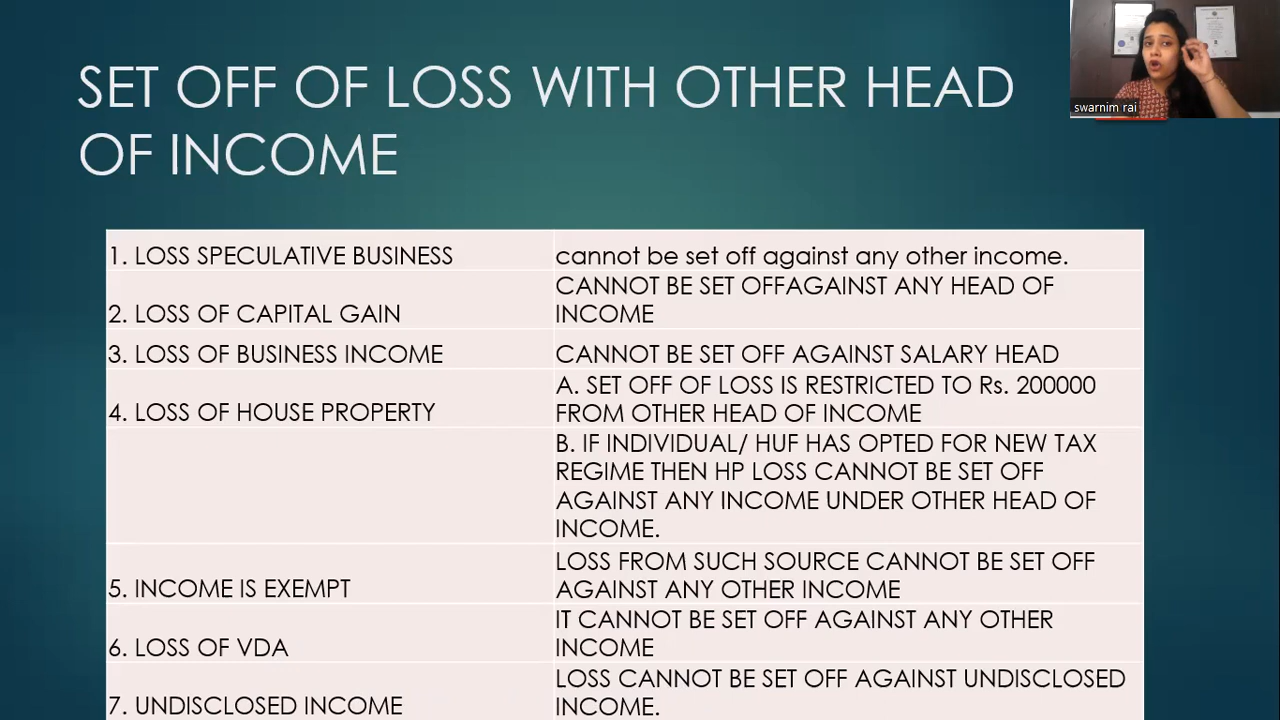 SET OFF OF LOSS WITH OTHER HEAD
OF INCOME
swarnim rai
1. LOSS SPECULATIVE BUSINESS
cannot be set off against any other income.
2. LOSS OF CAPITAL GAIN
CANNOT BE SET OFFAGAINST ANY HEAD OF
INCOME
3. LOSS OF BUSINESS INCOME
CANNOT BE SET OFF AGAINST SALARY HEAD
4. LOSS OF HOUSE PROPERTY
A. SET OFF OF LOSS IS RESTRICTED TO Rs. 200000
FROM OTHER HEAD OF INCOME
B. IF INDIVIDUAL/ HUF HAS OPTED FOR NEW TAX
REGIME THEN HP LOSS CANNOT BE SET OFF
AGAINST ANY INCOME UNDER OTHER HEAD OF
INCOME.
5. INCOME IS EXEMPT
LOSS FROM SUCH SOURCE CANNOT BE SET OFF
AGAINST ANY OTHER INCOME
6. LOSS OF VDA
IT CANNOT BE SET OFF AGAINST ANY OTHER
INCOME
7. UNDISCLOSED INCOME
LOSS CANNOT BE SET OFF AGAINST UNDISCLOSED
INCOME.